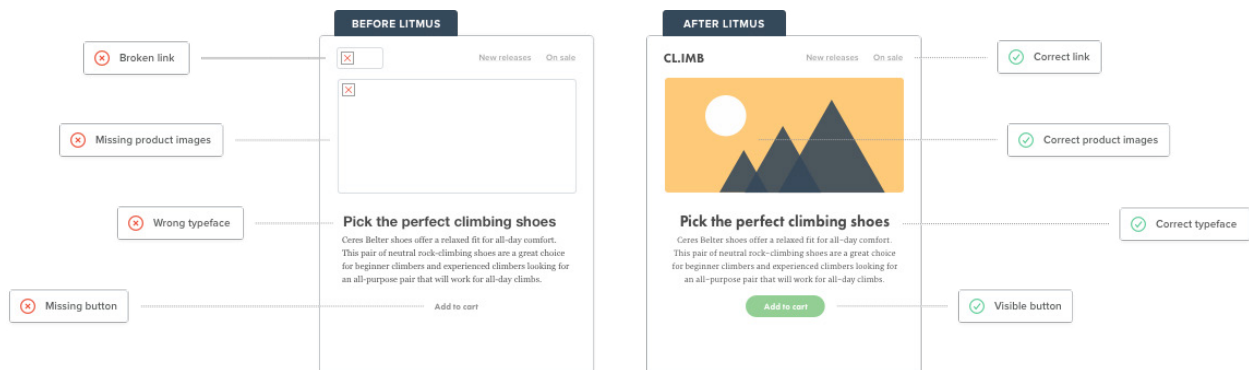 BEFORE LITMUS
AFTER LITMUS
Broken link
New releases On sale
CL.IMB
New releases On sale
Correct link
Missing product images
Correct product images
Wrong typeface
Pick the perfect climbing shoes
Ceres Belter shoes offer a relaxed fit for all-day comfort.
This pair of neutral rock-climbing shoes are a great choice
for beginner climbers and experienced climbers looking for
an all-purpose pair that will work for all-day climbs.
Pick the perfect climbing shoes
Ceres Belter shoes offer a relaxed fit for all-day comfort.
This pair of neutral rock-climbing shoes are a great choice
for beginner climbers and experienced climbers looking for
an all-purpose pair that will work for all-day climbs.
Correct typeface
Missing button
Add to cart
Add to cart
Visible button